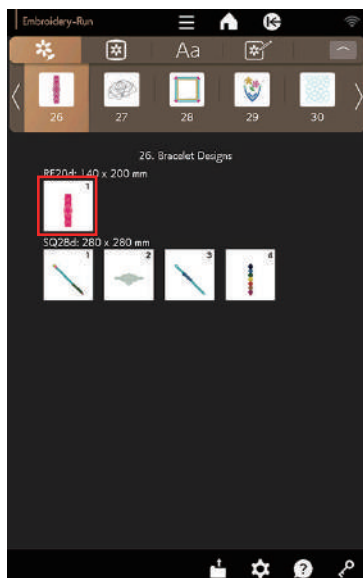 Embroidery-Run
Aa
26 27 28 29 30
26. Bracelet Designs
RE20d: 140 x 200 mm
1
SQ28d: 280 x 280 mm
1 2 3 4
?